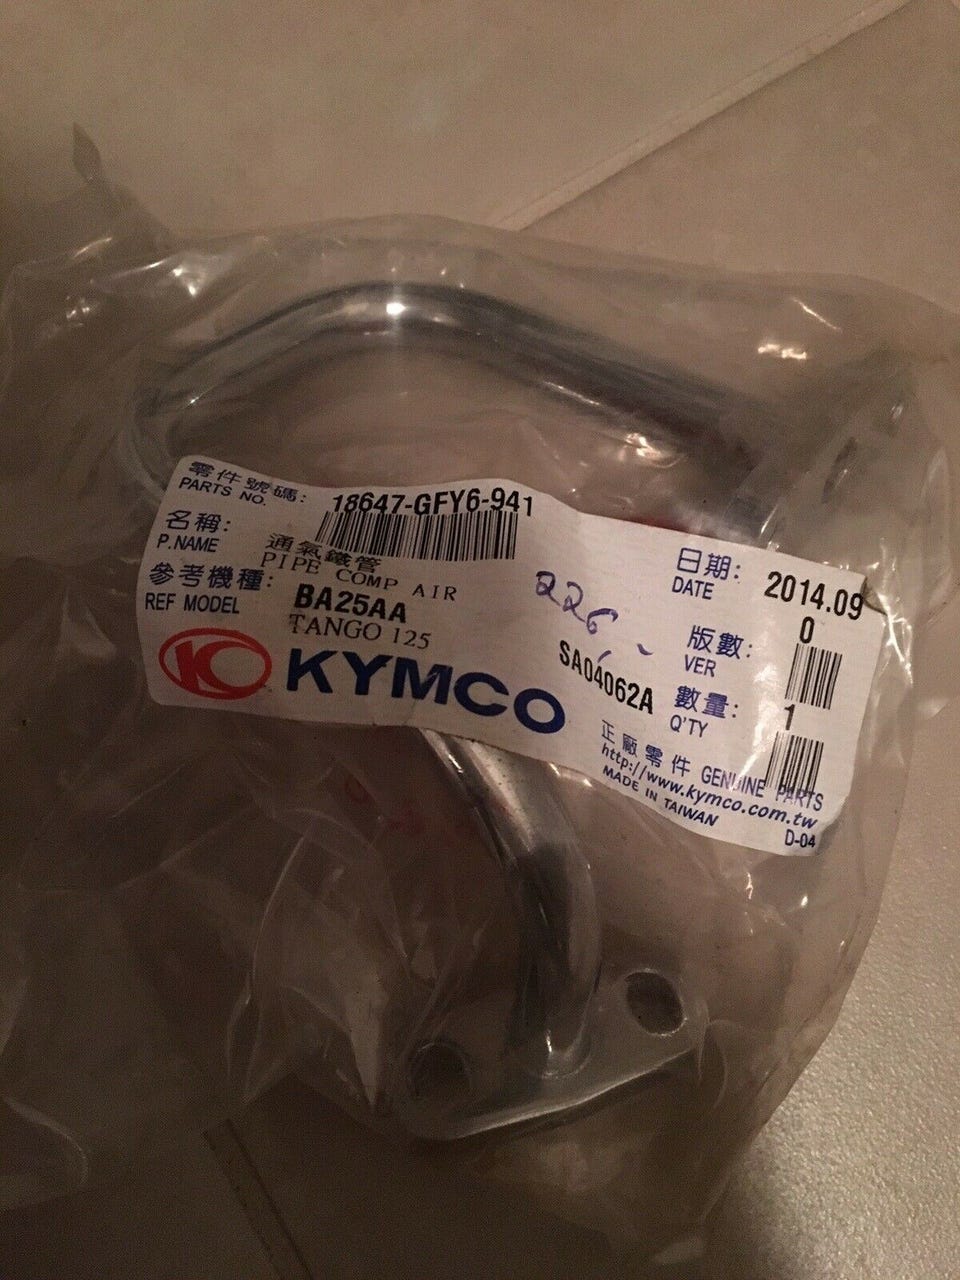 零件號碼: 18647-GFY6-941
PARTS NO.
名稱: 通氣鐵管
P.NAME PIPE COMP AIR
參考機種: BA25AA
REF MODEL TANGO 125
KYMCO
226,-
SA04062A
日期: 2014.09
DATE
版數: 0
VER
數量: 1
Q'TY
正廠零件 GENUINE PARTS
http://www.kymco.com.tw
MADE IN TAIWAN
D-04